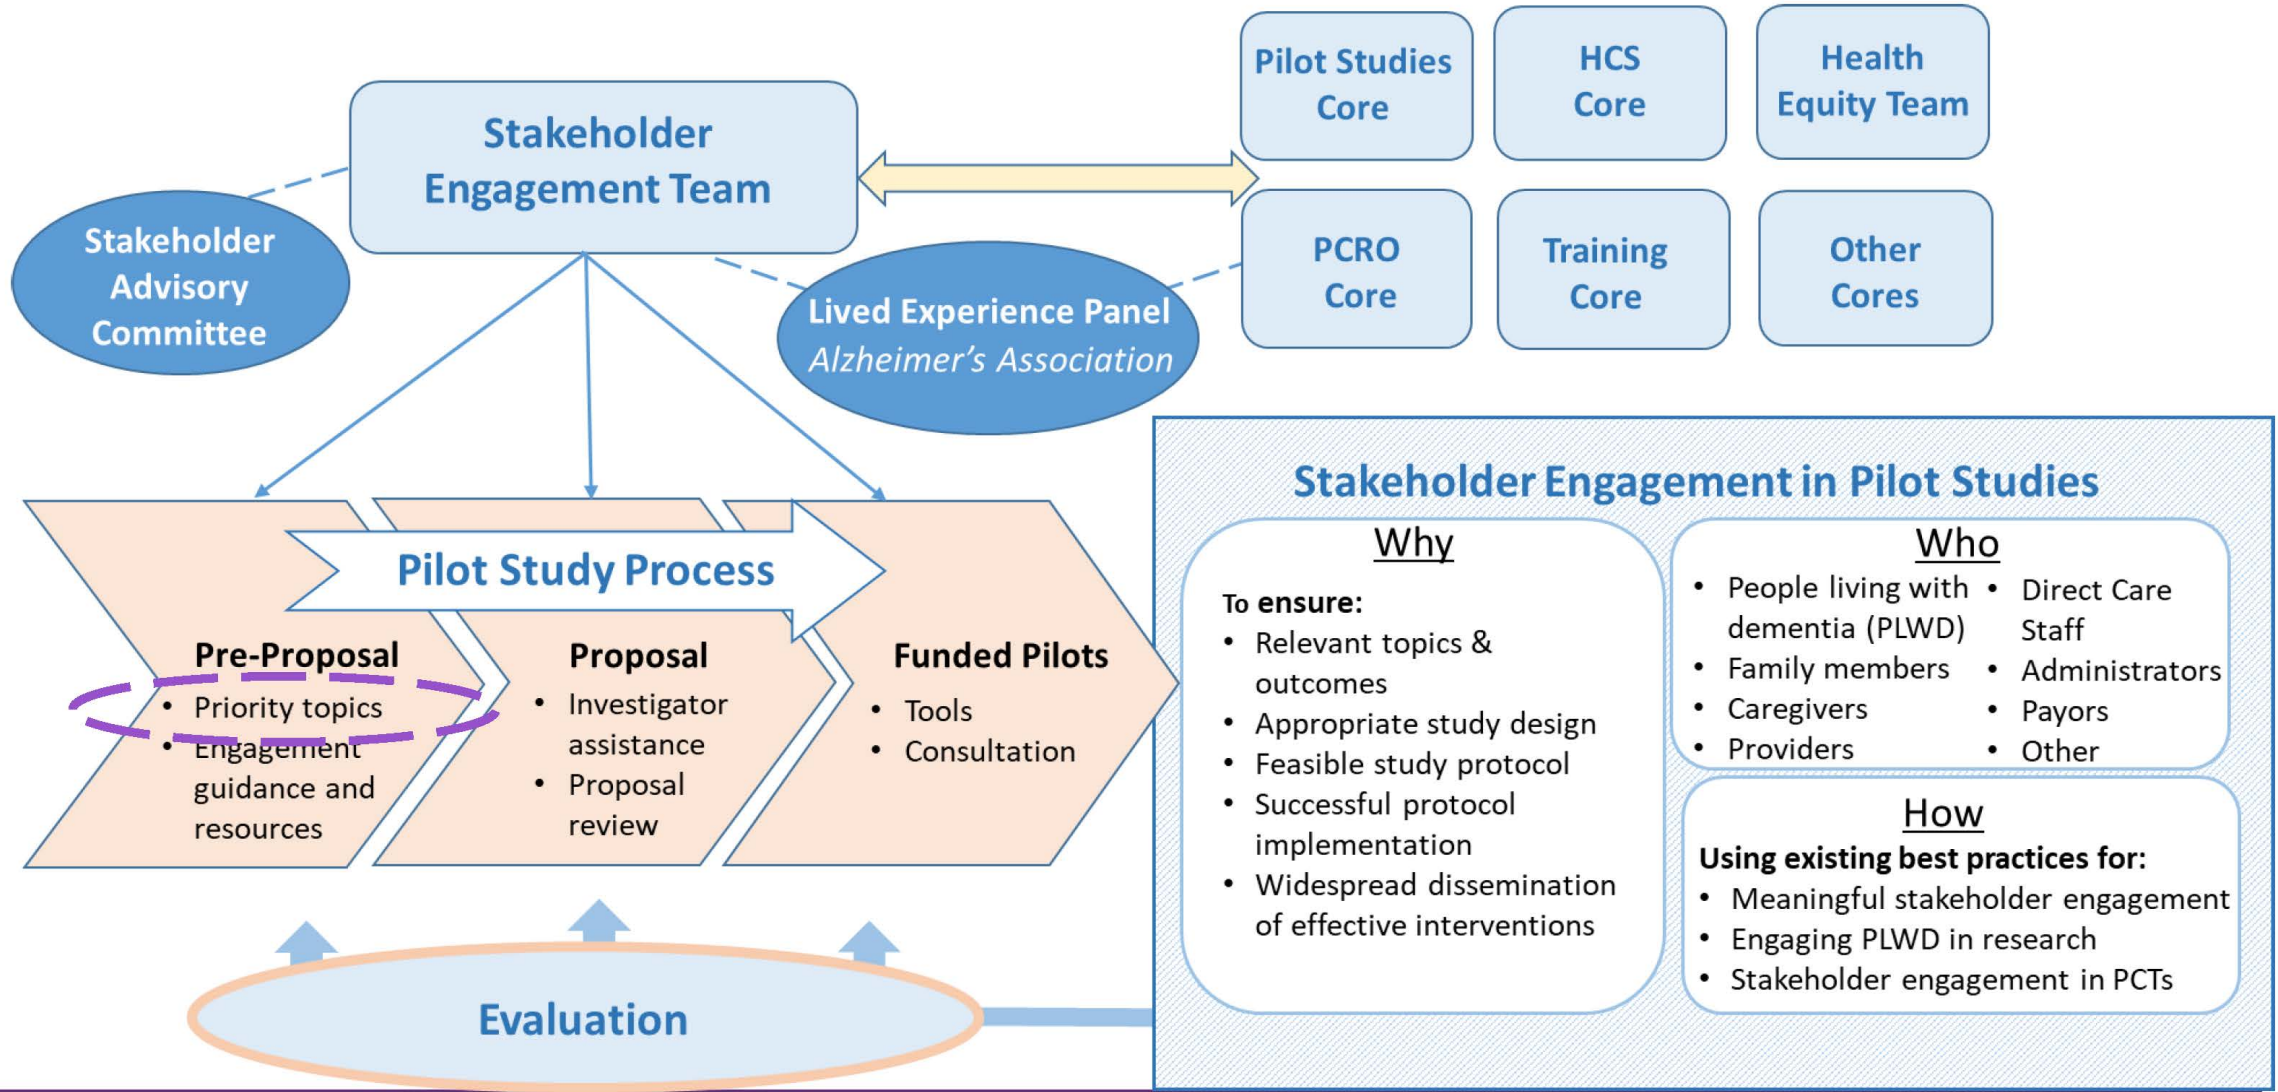 Stakeholder
Engagement Team
Pilot Studies
Core
HCS
Core
Health
Equity Team
PCRO
Core
Training
Core
Other
Cores
Stakeholder
Advisory
Committee
Lived Experience Panel
Alzheimer's Association
Pilot Study Process
Pre-Proposal
• Priority topics
• Engagement
guidance and
resources
Proposal
• Investigator
assistance
• Proposal
review
Funded Pilots
• Tools
• Consultation
Evaluation
Stakeholder Engagement in Pilot Studies
Why
To ensure:
• Relevant topics &
outcomes
• Appropriate study design
• Feasible study protocol
• Successful protocol
implementation
• Widespread dissemination
of effective interventions
Who
• People living with
dementia (PLWD)
• Family members
• Caregivers
• Providers
• Direct Care
Staff
• Administrators
• Payors
• Other
How
Using existing best practices for:
• Meaningful stakeholder engagement
• Engaging PLWD in research
• Stakeholder engagement in PCTs